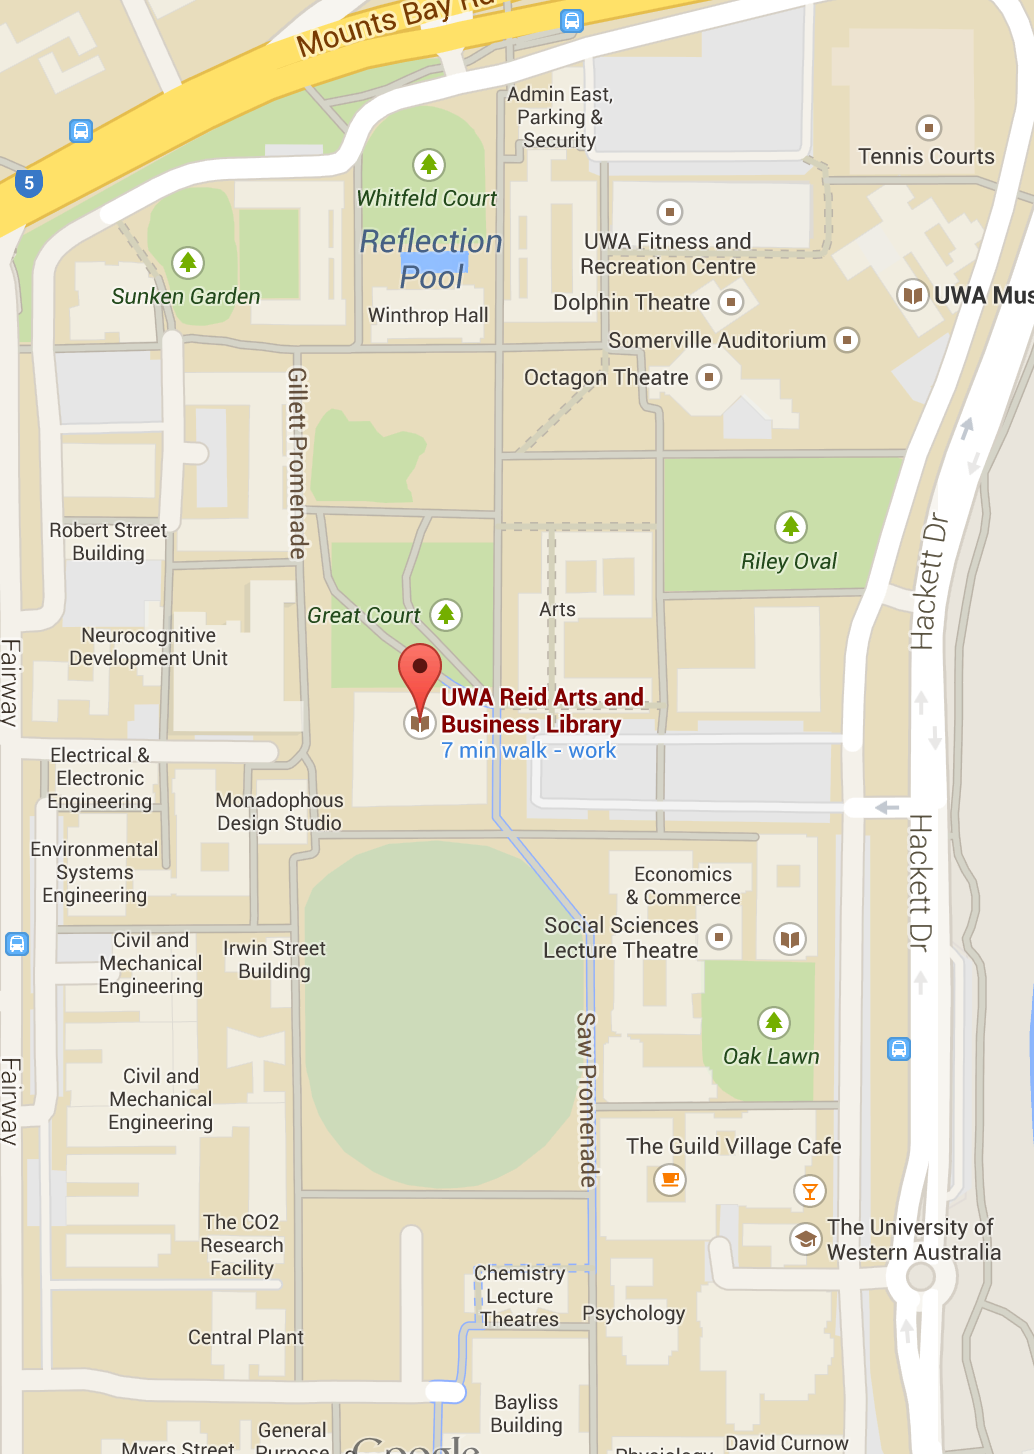 Mounts Bay Rd
Admin East,
Parking &
Security
Tennis Courts
5
Whitfeld Court
UWA Fitness and
Recreation Centre
Reflection
Pool
Sunken Garden
Dolphin Theatre
UWA Mus
Winthrop Hall
Somerville Auditorium
Octagon Theatre
Gillett Promenade
Robert Street
Building
Riley Oval
Hackett Dr
Great Court
Arts
Neurocognitive
Development Unit
Fairway
UWA Reid Arts and
Business Library
7 min walk - work
Electrical &
Electronic
Engineering
Monadophous
Design Studio
Environmental
Systems
Engineering
Economics
& Commerce
Hackett Dr
Social Sciences
Lecture Theatre
Civil and
Mechanical
Engineering
Irwin Street
Building
Saw Promenade
Oak Lawn
Civil and
Mechanical
Engineering
Fairway
The Guild Village Cafe
The CO2
Research
Facility
The University of
Western Australia
Chemistry
Lecture
Theatres
Psychology
Central Plant
Bayliss
Building
General
Purpose
Google
Myers Street
Physiology
David Curnow